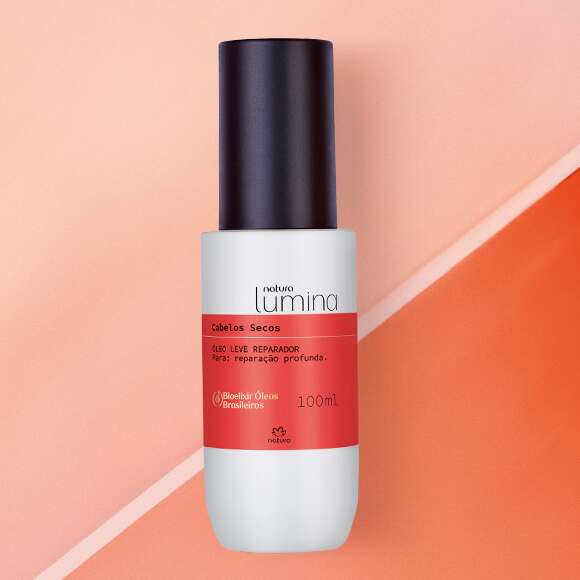 natura
lumina
Cabelos Secos
ÓLEO LEVE REPARADOR
Para: reparação profunda.
Bioelixir Óleos
Brasileiros
100ml
natura